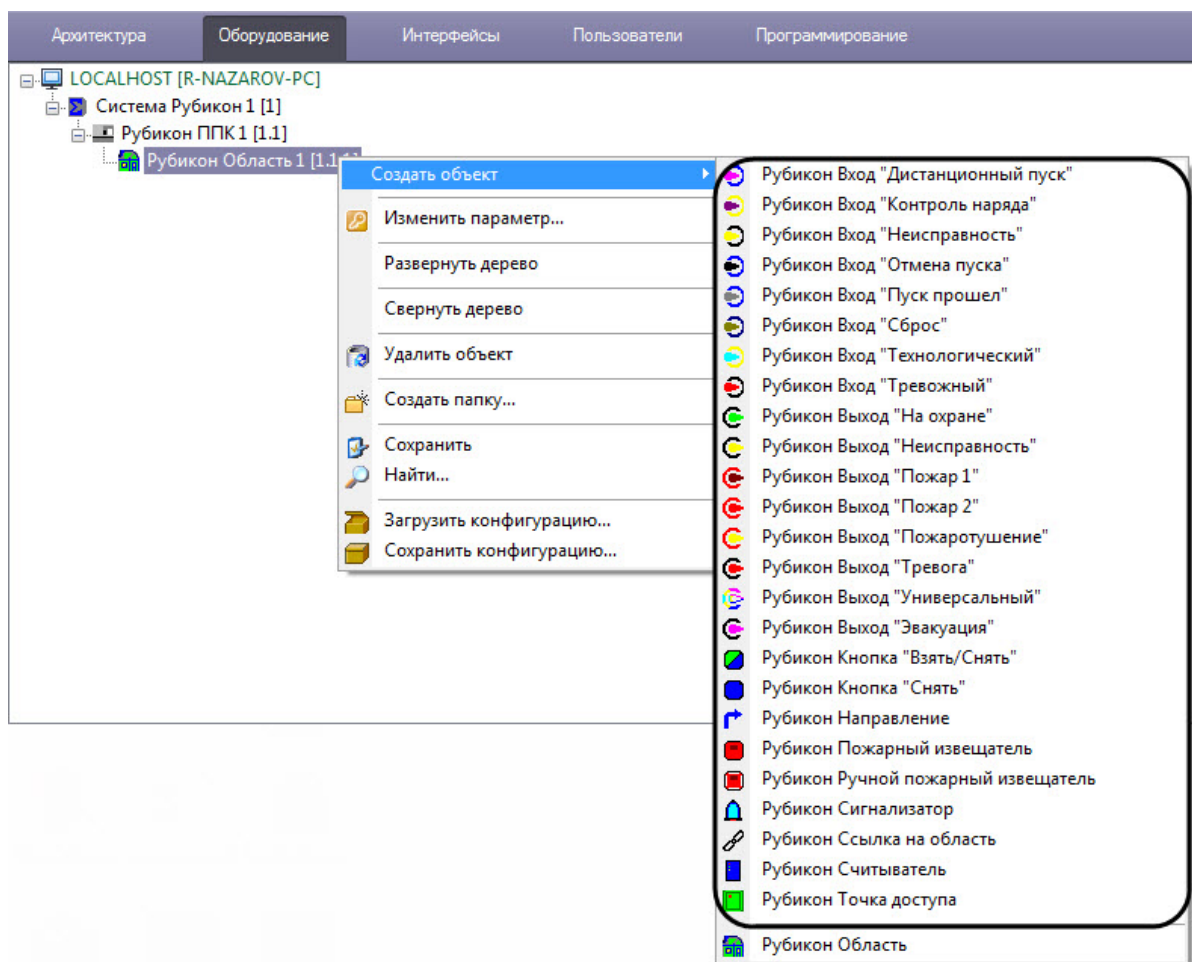 Архитектура Оборудование Интерфейсы Пользователи Программирование
LOCALHOST [R-NAZAROV-PC]
Система Рубикон 1 [1]
Рубикон ППК 1 [1.1]
Рубикон Область 1
Создать объект
Изменить параметр...
Развернуть дерево
Свернуть дерево
Удалить объект
Создать папку...
Сохранить
Найти...
Загрузить конфигурацию...
Сохранить конфигурацию...
Рубикон Вход "Дистанционный пуск"
Рубикон Вход "Контроль наряда"
Рубикон Вход "Неисправность"
Рубикон Вход "Отмена пуска"
Рубикон Вход "Пуск прошел"
Рубикон Вход "Сброс"
Рубикон Вход "Технологический"
Рубикон Вход "Тревожный"
Рубикон Выход "На охране"
Рубикон Выход "Неисправность"
Рубикон Выход "Пожар 1"
Рубикон Выход "Пожар 2"
Рубикон Выход "Пожаротушение"
Рубикон Выход "Тревога"
Рубикон Выход "Универсальный"
Рубикон Выход "Эвакуация"
Рубикон Кнопка "Взять/Снять"
Рубикон Кнопка "Снять"
Рубикон Направление
Рубикон Пожарный извещатель
Рубикон Ручной пожарный извещатель
Рубикон Сигнализатор
Рубикон Ссылка на область
Рубикон Считыватель
Рубикон Точка доступа
Рубикон Область